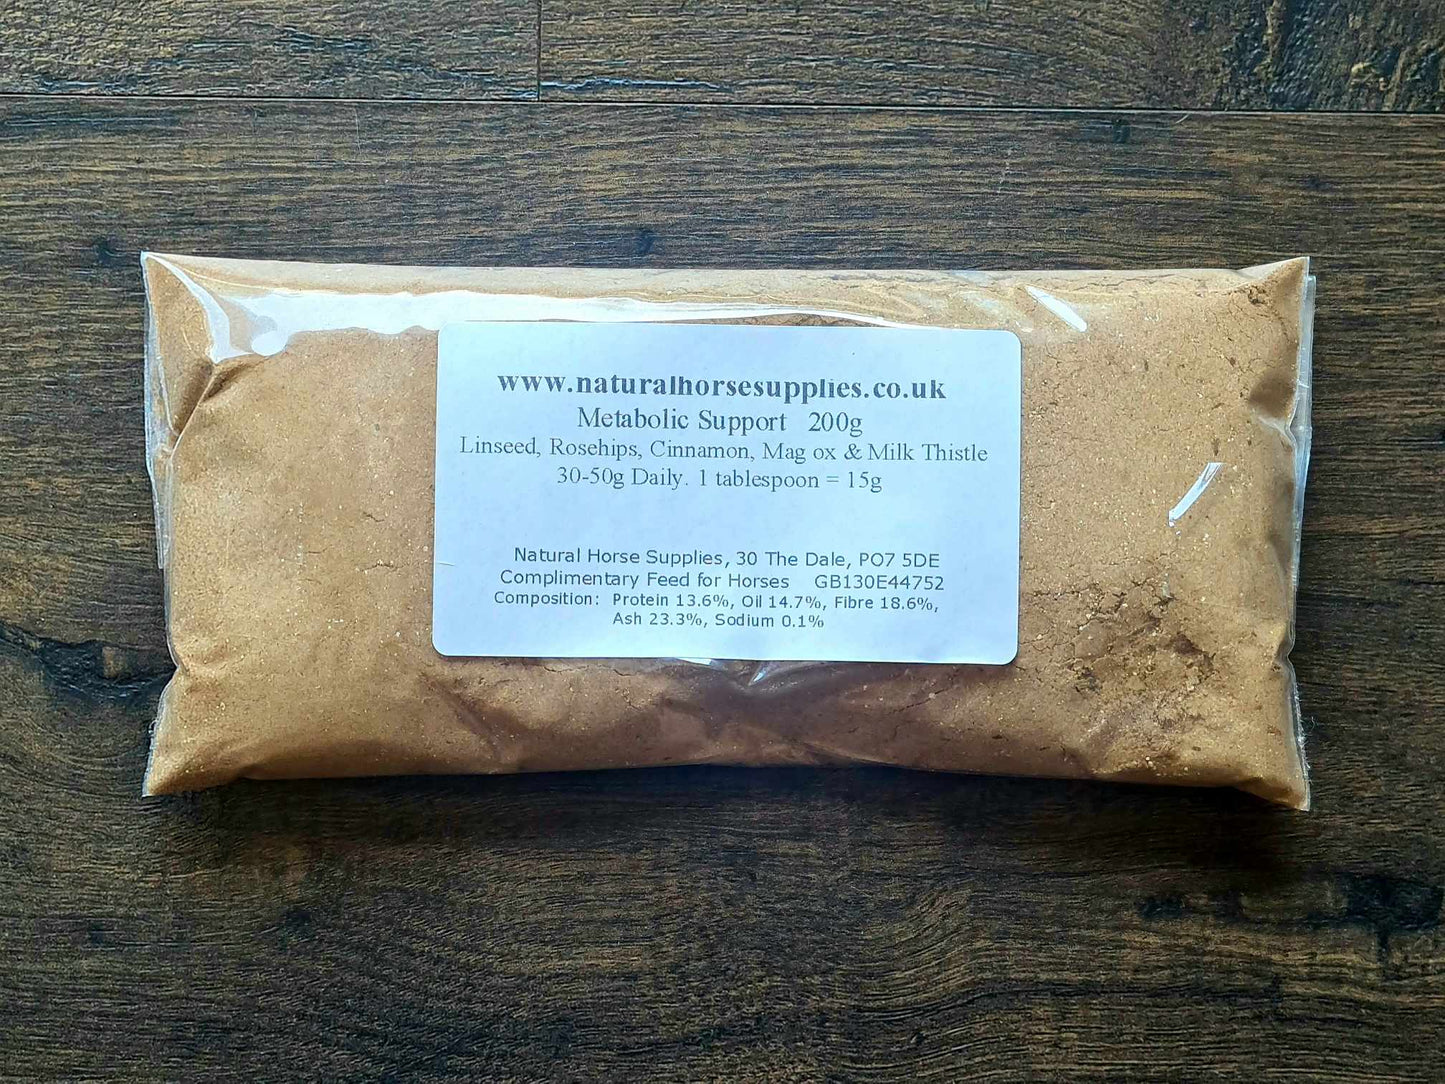 www.naturalhorsesupplies.co.uk
Metabolic Support 200g
Linseed, Rosehips, Cinnamon, Mag ox & Milk Thistle
30-50g Daily. 1 tablespoon = 15g
Natural Horse Supplies, 30 The Dale, PO7 5DE
Complimentary Feed for Horses GB130E44752
Composition: Protein 13.6%, Oil 14.7%, Fibre 18.6%,
Ash 23.3%, Sodium 0.1%